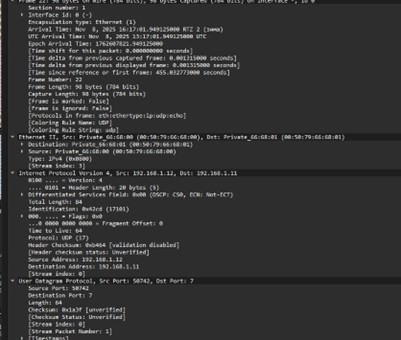 Frame 22: 98 bytes on wire (784 bits), 98 bytes captured (784 bits) on interface -, id 0
Section number: 1
Interface id: 0 (-)
Encapsulation type: Ethernet (1)
Arrival Time: Nov 8, 2025 16:17:01.949125000 RTZ 2 (зима)
UTC Arrival Time: Nov 8, 2025 13:17:01.949125000 UTC
Epoch Arrival Time: 1762607821.949125000
[Time shift for this packet: 0.000000000 seconds]
[Time delta from previous captured frame: 0.001315000 seconds]
[Time delta from previous displayed frame: 0.001315000 seconds]
[Time since reference or first frame: 455.032773000 seconds]
Frame Number: 22
Frame Length: 98 bytes (784 bits)
Capture Length: 98 bytes (784 bits)
[Frame is marked: False]
[Frame is ignored: False]
[Protocols in frame: eth:ethertype:ip:udp:echo]
[Coloring Rule Name: UDP]
[Coloring Rule String: udp]
Ethernet II, Src: Private_66:68:00 (00:50:79:66:68:00), Dst: Private_66:68:01 (00:50:79:66:68:01)
Destination: Private_66:68:01 (00:50:79:66:68:01)
Source: Private_66:68:00 (00:50:79:66:68:00)
Type: IPv4 (0x0800)
[Stream index: 3]
Internet Protocol Version 4, Src: 192.168.1.12, Dst: 192.168.1.11
0100 .... = Version: 4
.... 0101 = Header Length: 20 bytes (5)
Differentiated Services Field: 0x00 (DSCP: CS0, ECN: Not-ECT)
Total Length: 84
Identification: 0x42cd (17101)
000. .... = Flags: 0x0
...0 0000 0000 0000 = Fragment Offset: 0
Time to Live: 64
Protocol: UDP (17)
Header Checksum: 0xb464 [validation disabled]
[Header checksum status: Unverified]
Source Address: 192.168.1.12
Destination Address: 192.168.1.11
[Stream index: 0]
User Datagram Protocol, Src Port: 50742, Dst Port: 7
Source Port: 50742
Destination Port: 7
Length: 64
Checksum: 0x1a3f [unverified]
[Checksum Status: Unverified]
[Stream index: 0]
[Stream Packet Number: 1]
[Timestamps]